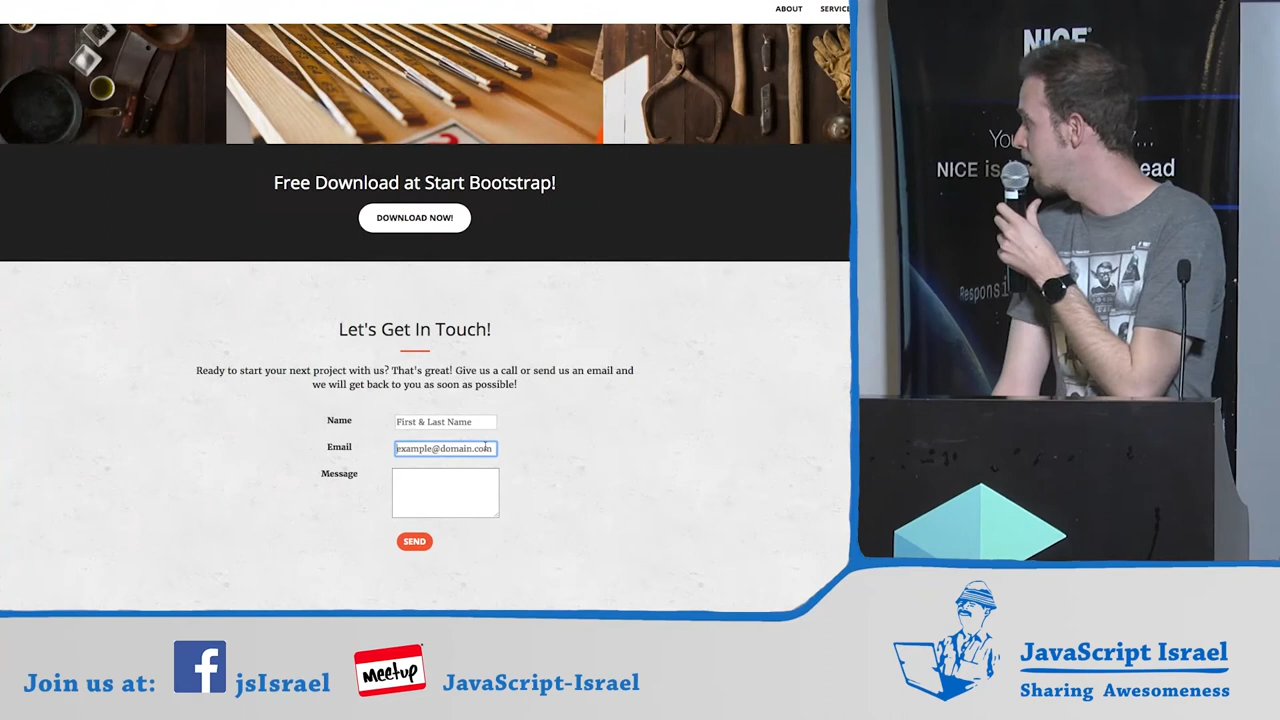 ABOUT
Free Download at Start Bootstrap!
DOWNLOAD NOW!
Let's Get In Touch!
Ready to start your next project with us? That's great! Give us a call or send us an email and
we will get back to you as soon as possible!
Name
First & Last Name
Email
example@domain.com
Message
SEND
NICE
NICE is
ead
Responsi
Join us at:
jsIsrael
meetup
JavaScript-Israel
JavaScript Israel
Sharing Awesomeness